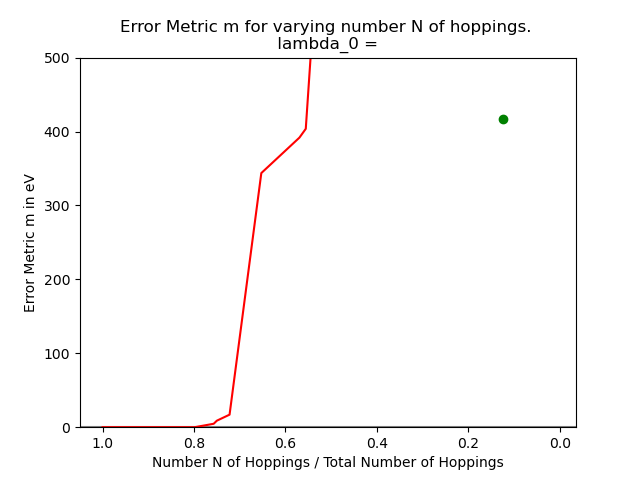 Error Metric m for varying number N of hoppings.
lambda_0 =
500
400
300
200
100
0
Error Metric m in eV
1.0 0.8 0.6 0.4 0.2 0.0
Number N of Hoppings / Total Number of Hoppings